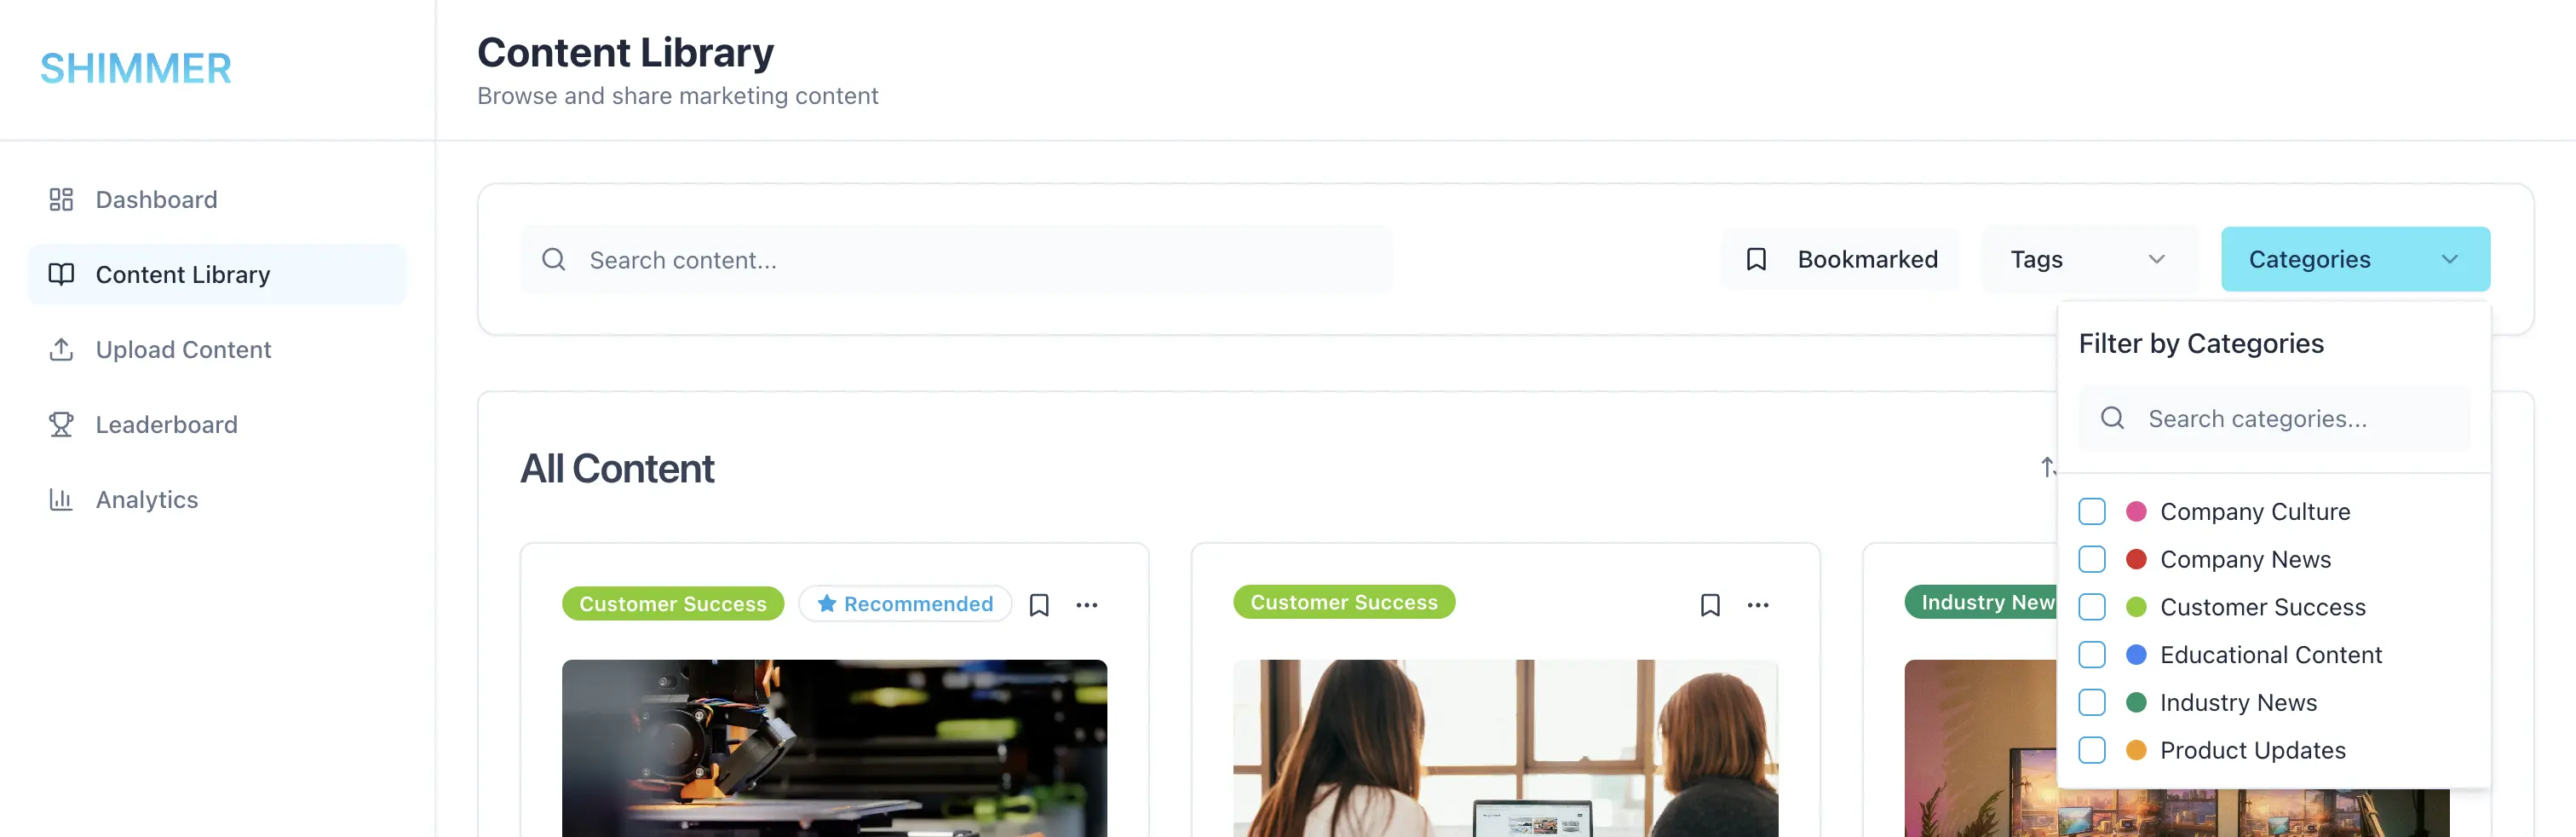 SHIMMER
Content Library
Browse and share marketing content
Dashboard
Content Library
Upload Content
Leaderboard
Analytics
Search content...
Bookmarked
Tags
Categories
Filter by Categories
Search categories...
Company Culture
Company News
Customer Success
Educational Content
Industry News
Product Updates
All Content
Customer Success
Recommended
Customer Success
Industry New